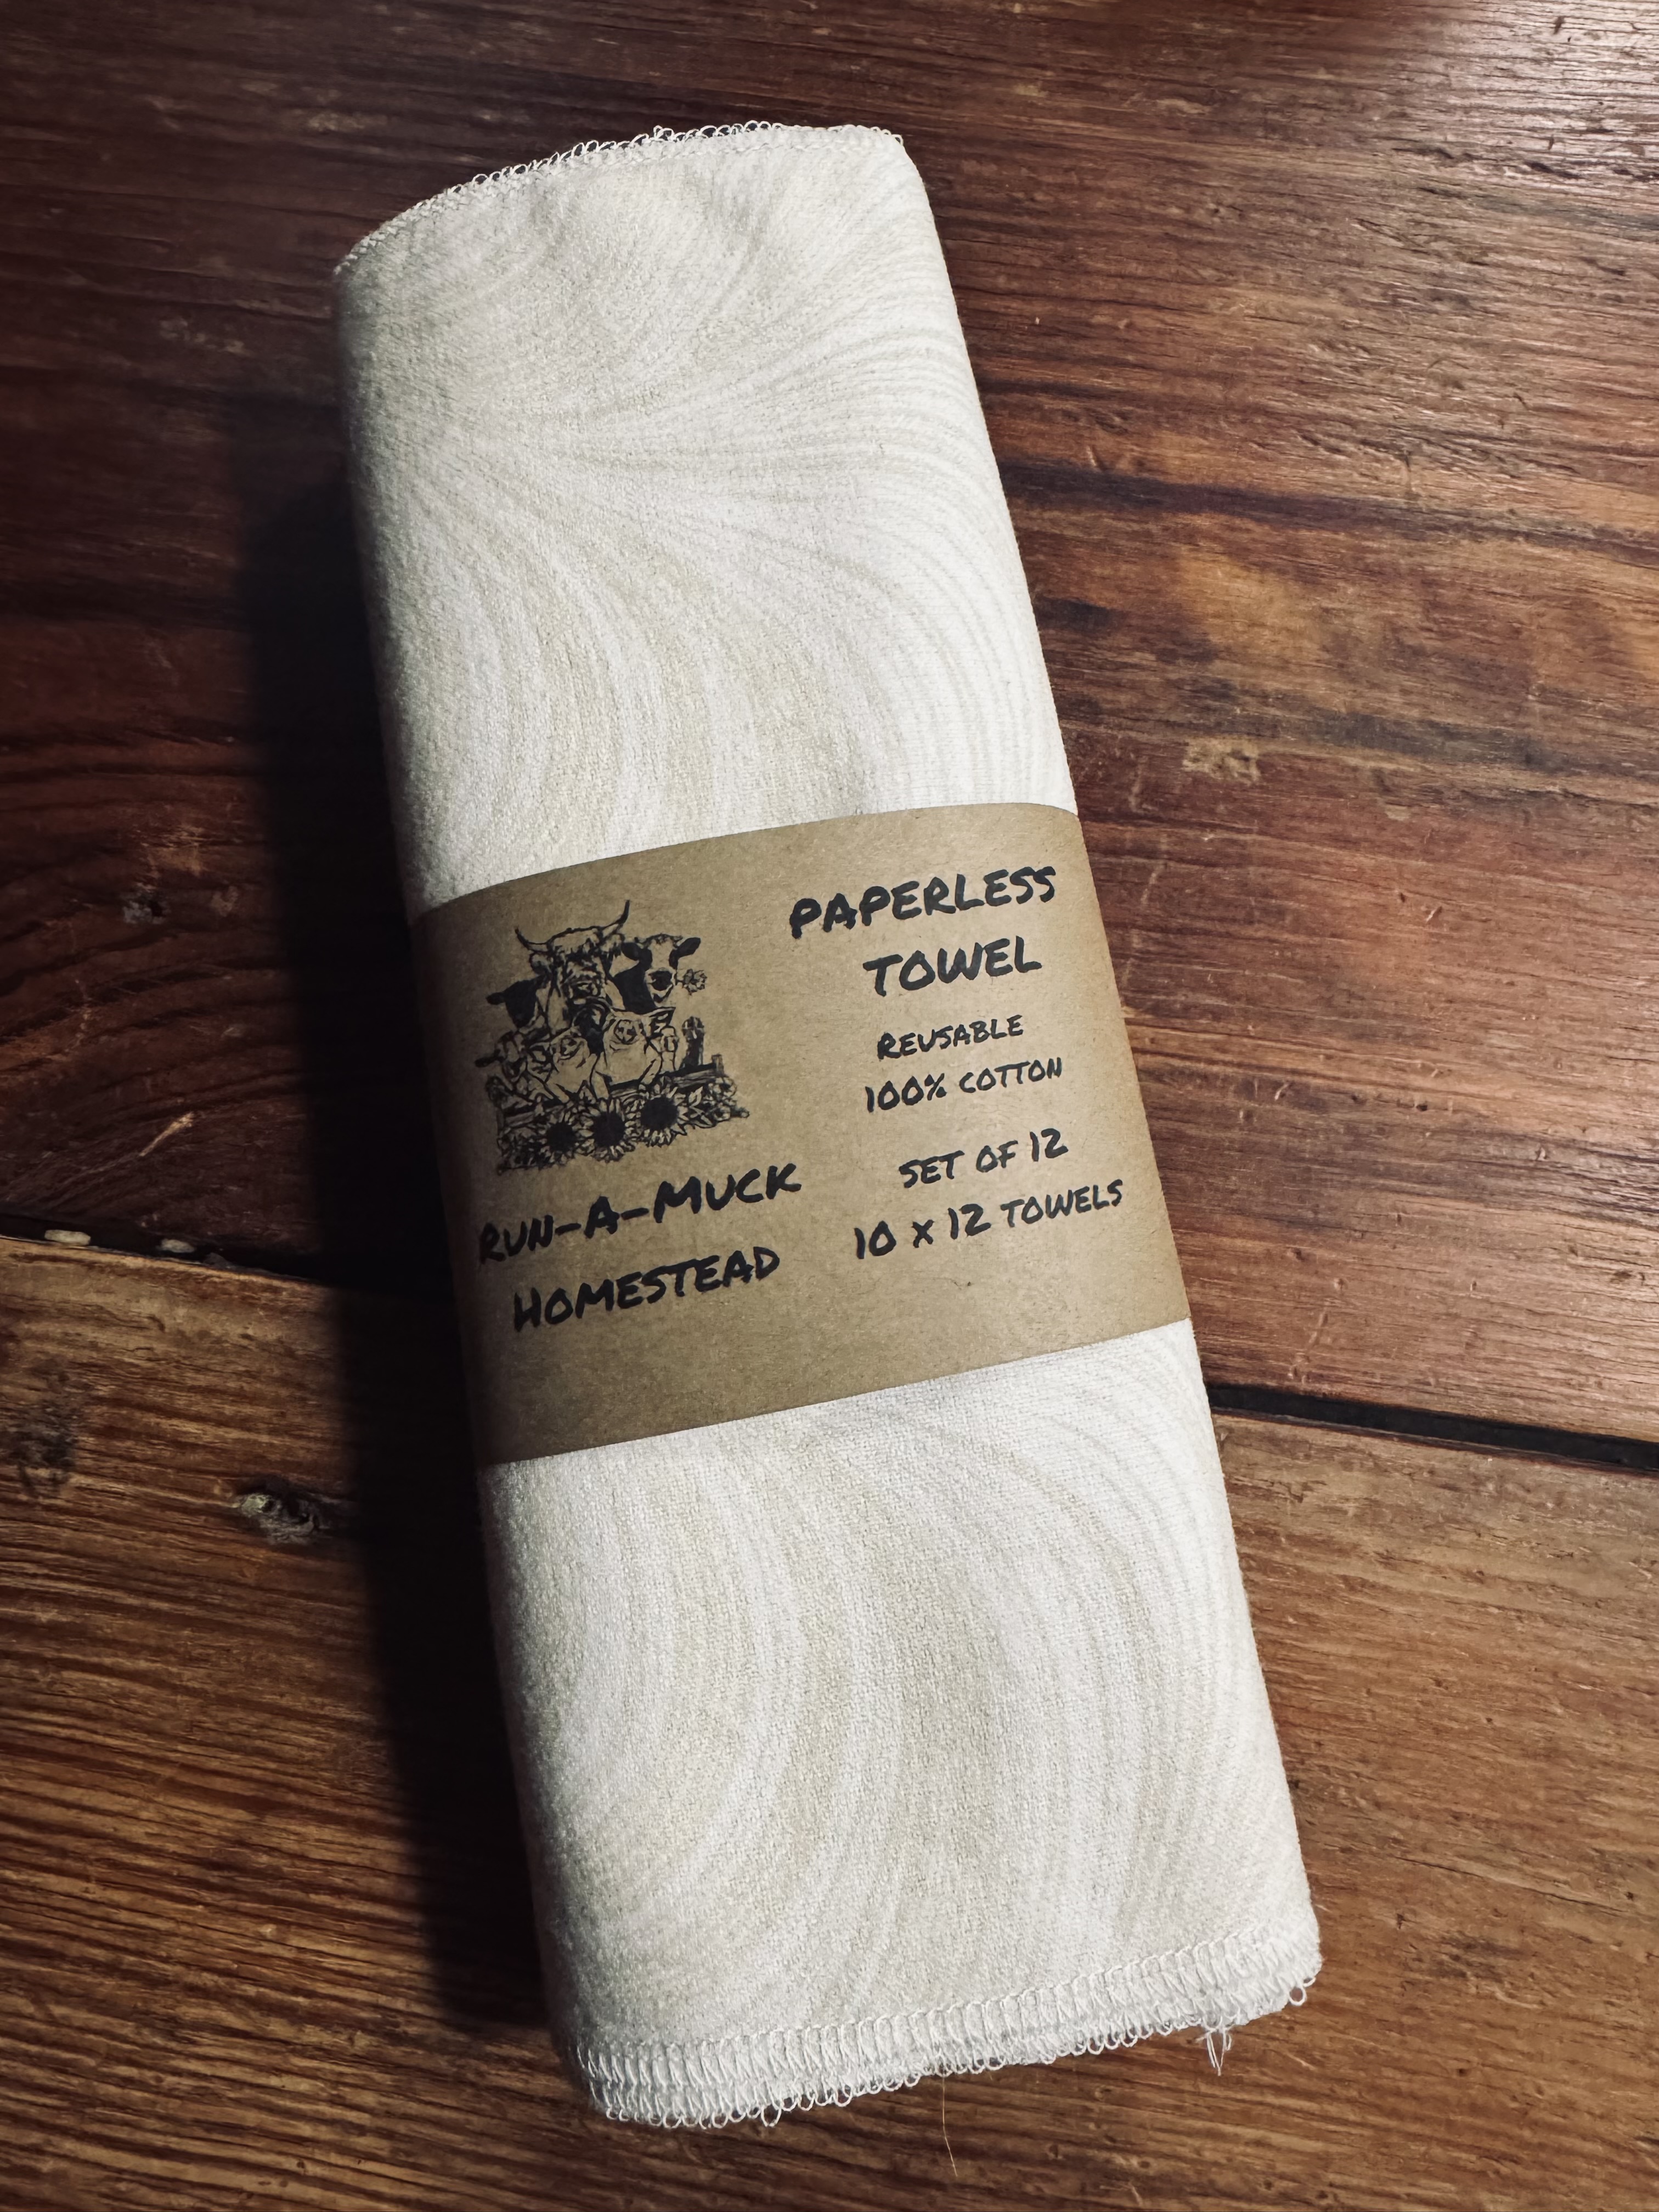 Run-A-Muck
Homestead
PAPERLESS
TOWEL
REUSABLE
100% COTTON
SET OF 12
10 x 12 TOWELS